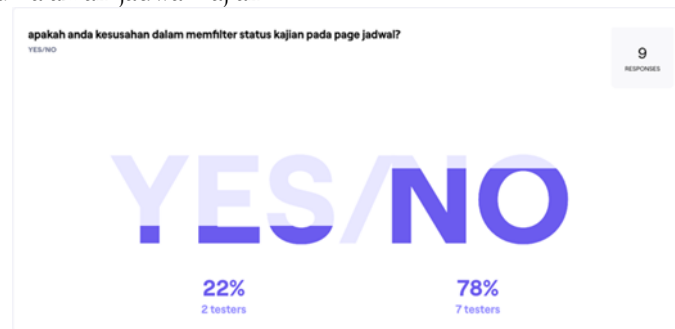 apakah anda kesusahan dalam memfilter status kajian pada page jadwal?
YES/NO
9
RESPONSES
YES/NO
22%
78%
2 testers
7 testers